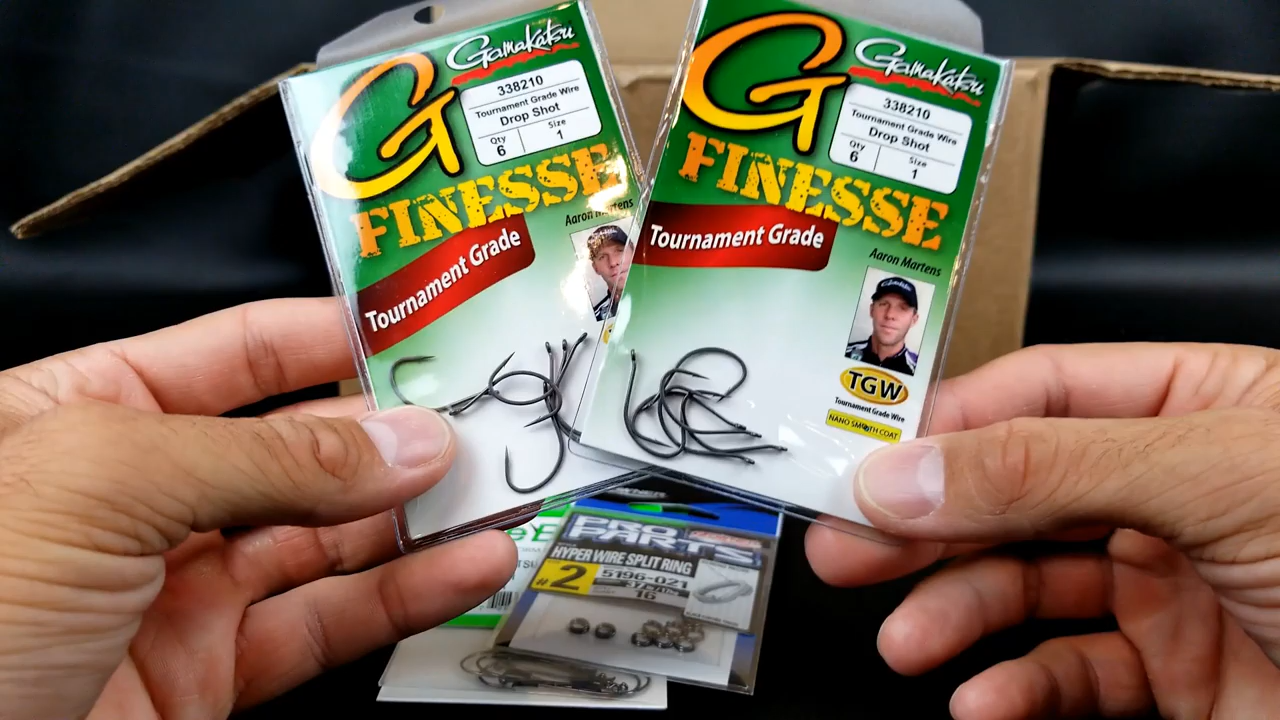 G
Gamakatsu
338210
Tournament Grade Wire
Drop Shot
Qty
6
Size
1
FINESSE
Aaron Martens
Tournament Grade
G
Gamakatsu
338210
Tournament Grade Wire
Drop Shot
Qty
6
Size
1
FINESSE
Tournament Grade
Aaron Martens
TGW
Tournament Grade Wire
NANO SMOOTH COAT
PRO PARTS
HYPER WIRE SPLIT RING
#2
5196-021
16